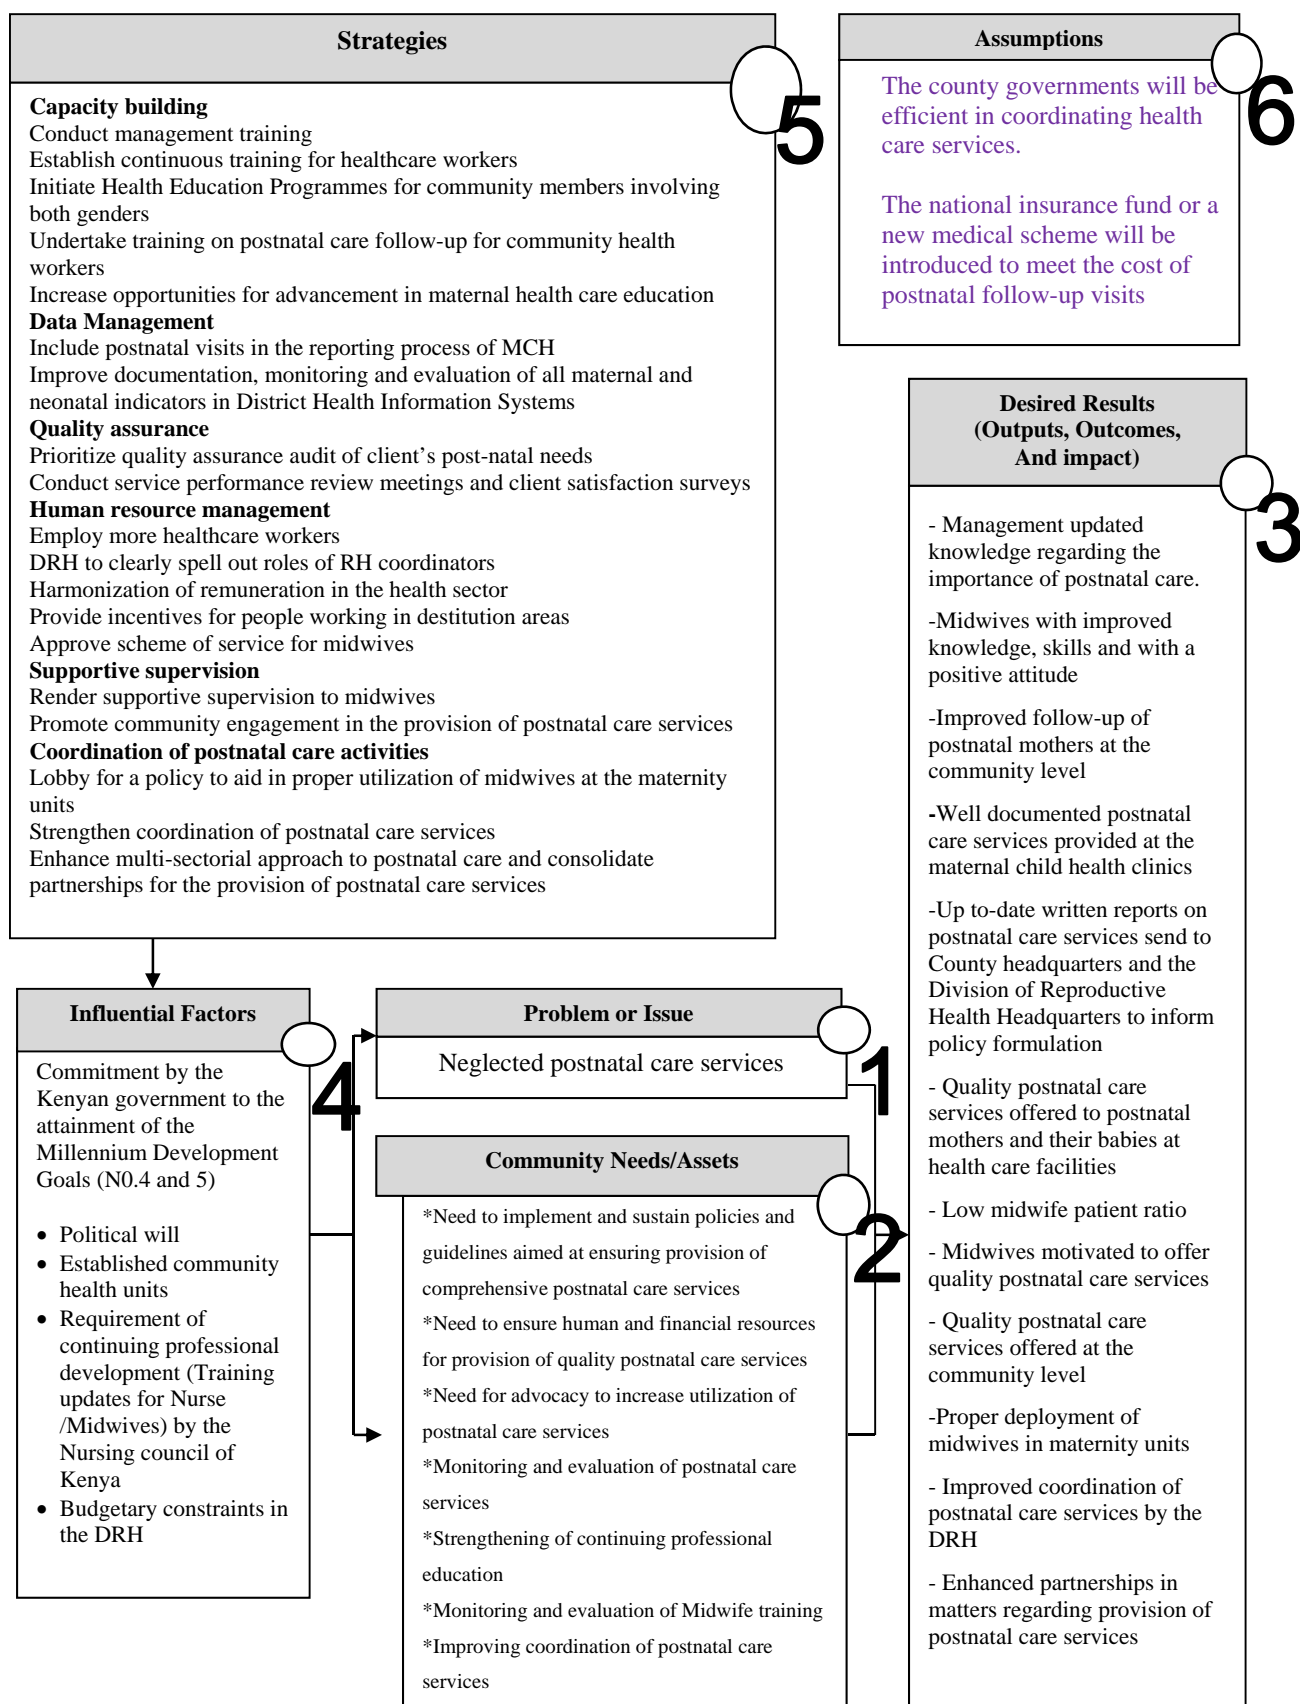 Strategies
5
Capacity building
Conduct management training
Establish continuous training for healthcare workers
Initiate Health Education Programmes for community members involving
both genders
Undertake training on postnatal care follow-up for community health
workers
Increase opportunities for advancement in maternal health care education
Data Management
Include postnatal visits in the reporting process of MCH
Improve documentation, monitoring and evaluation of all maternal and
neonatal indicators in District Health Information Systems
Quality assurance
Prioritize quality assurance audit of client's post-natal needs
Conduct service performance review meetings and client satisfaction surveys
Human resource management
Employ more healthcare workers
DRH to clearly spell out roles of RH coordinators
Harmonization of remuneration in the health sector
Provide incentives for people working in destitution areas
Approve scheme of service for midwives
Supportive supervision
Render supportive supervision to midwives
Promote community engagement in the provision of postnatal care services
Coordination of postnatal care activities
Lobby for a policy to aid in proper utilization of midwives at the maternity
units
Strengthen coordination of postnatal care services
Enhance multi-sectorial approach to postnatal care and consolidate
partnerships for the provision of postnatal care services
Assumptions
6
The county governments will be
efficient in coordinating health
care services.
The national insurance fund or a
new medical scheme will be
introduced to meet the cost of
postnatal follow-up visits
Influential Factors
4
Commitment by the
Kenyan government to the
attainment of the
Millennium Development
Goals (N0.4 and 5)
• Political will
• Established community
health units
• Requirement of
continuing professional
development (Training
updates for Nurse
/Midwives) by the
Nursing council of
Kenya
• Budgetary constraints in
the DRH
Problem or Issue
1
Neglected postnatal care services
Community Needs/Assets
2
*Need to implement and sustain policies and
guidelines aimed at ensuring provision of
comprehensive postnatal care services
*Need to ensure human and financial resources
for provision of quality postnatal care services
*Need for advocacy to increase utilization of
postnatal care services
*Monitoring and evaluation of postnatal care
services
*Strengthening of continuing professional
education
*Monitoring and evaluation of Midwife training
*Improving coordination of postnatal care
services
Desired Results
(Outputs, Outcomes,
And impact)
3
- Management updated
knowledge regarding the
importance of postnatal care.
-Midwives with improved
knowledge, skills and with a
positive attitude
-Improved follow-up of
postnatal mothers at the
community level
-Well documented postnatal
care services provided at the
maternal child health clinics
-Up to-date written reports on
postnatal care services send to
County headquarters and the
Division of Reproductive
Health Headquarters to inform
policy formulation
- Quality postnatal care
services offered to postnatal
mothers and their babies at
health care facilities
- Low midwife patient ratio
- Midwives motivated to offer
quality postnatal care services
- Quality postnatal care
services offered at the
community level
-Proper deployment of
midwives in maternity units
- Improved coordination of
postnatal care services by the
DRH
- Enhanced partnerships in
matters regarding provision of
postnatal care services